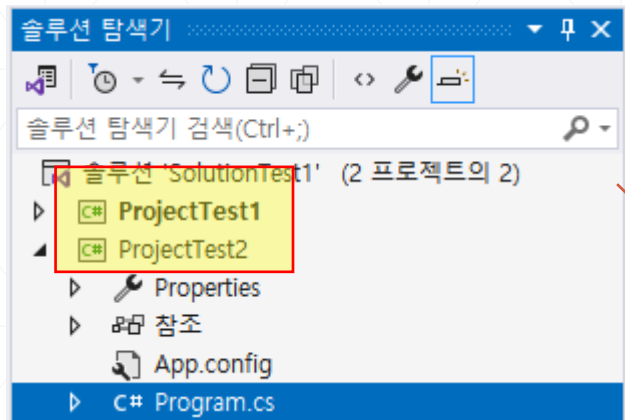 솔루션 탐색기
솔루션 탐색기 검색(Ctrl+;)
솔루션 'SolutionTest1' (2 프로젝트의 2)
C# ProjectTest1
C# ProjectTest2
Properties
참조
App.config
C# Program.cs